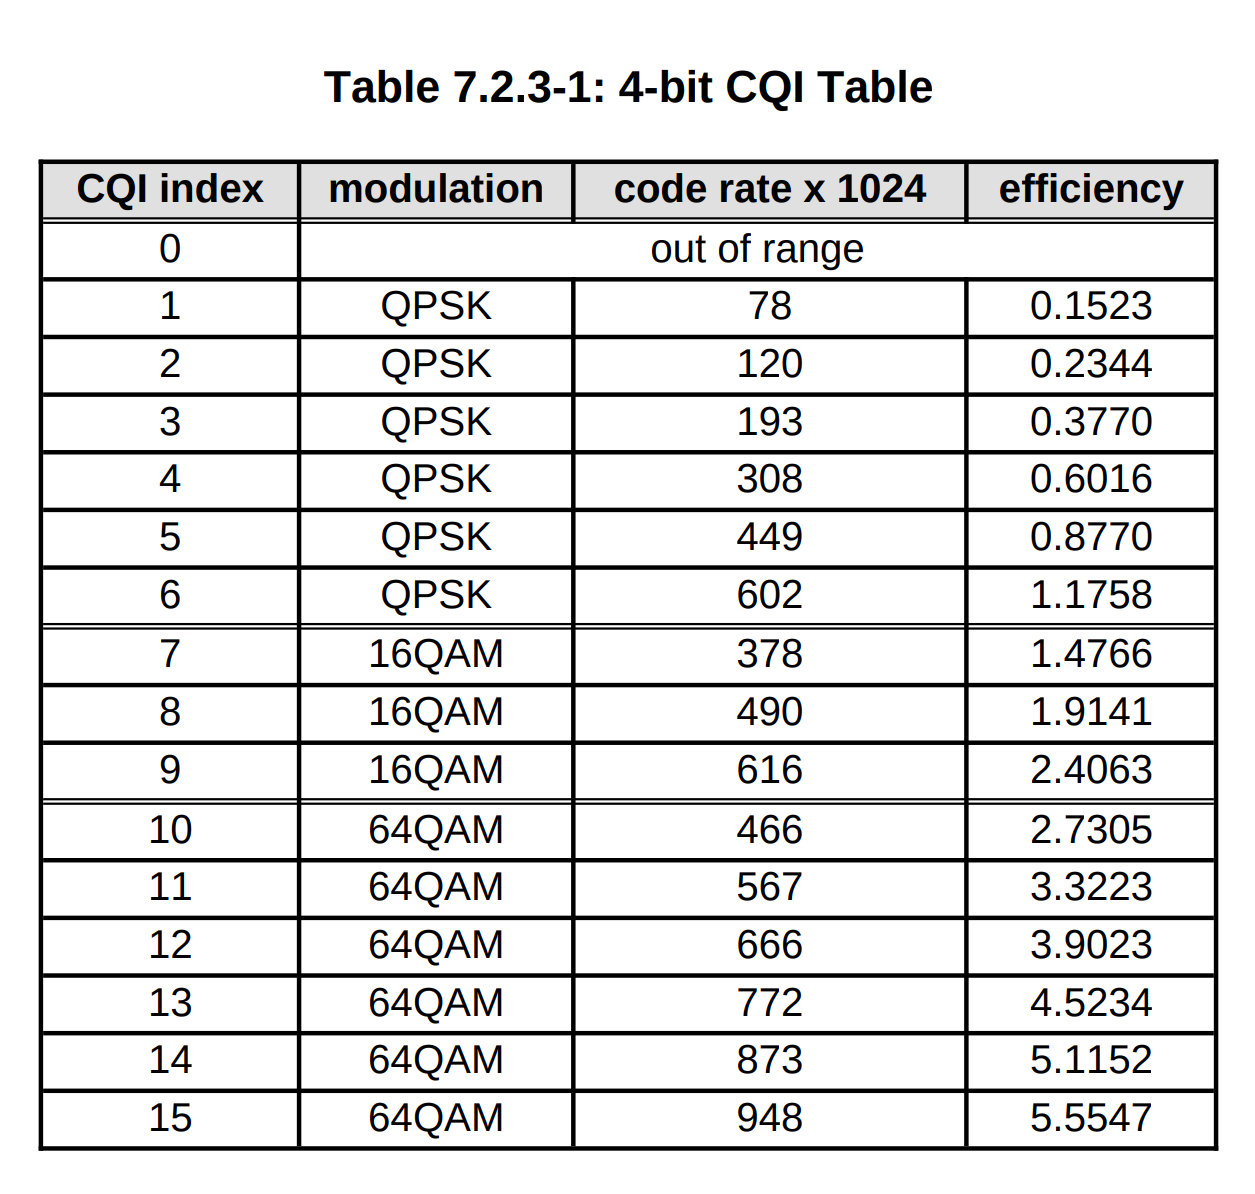 Table 7.2.3-1: 4-bit CQI Table
CQI index modulation code rate x 1024 efficiency
0 out of range
1 QPSK 78 0.1523
2 QPSK 120 0.2344
3 QPSK 193 0.3770
4 QPSK 308 0.6016
5 QPSK 449 0.8770
6 QPSK 602 1.1758
7 16QAM 378 1.4766
8 16QAM 490 1.9141
9 16QAM 616 2.4063
10 64QAM 466 2.7305
11 64QAM 567 3.3223
12 64QAM 666 3.9023
13 64QAM 772 4.5234
14 64QAM 873 5.1152
15 64QAM 948 5.5547